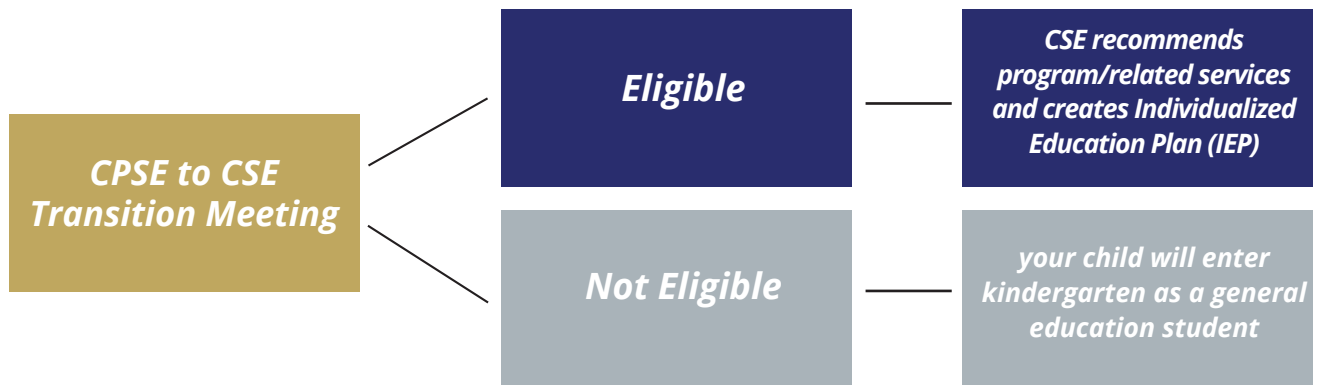 CPSE to CSE
Transition Meeting
Eligible
CSE recommends
program/related services
and creates Individualized
Education Plan (IEP)
Not Eligible
your child will enter
kindergarten as a general
education student